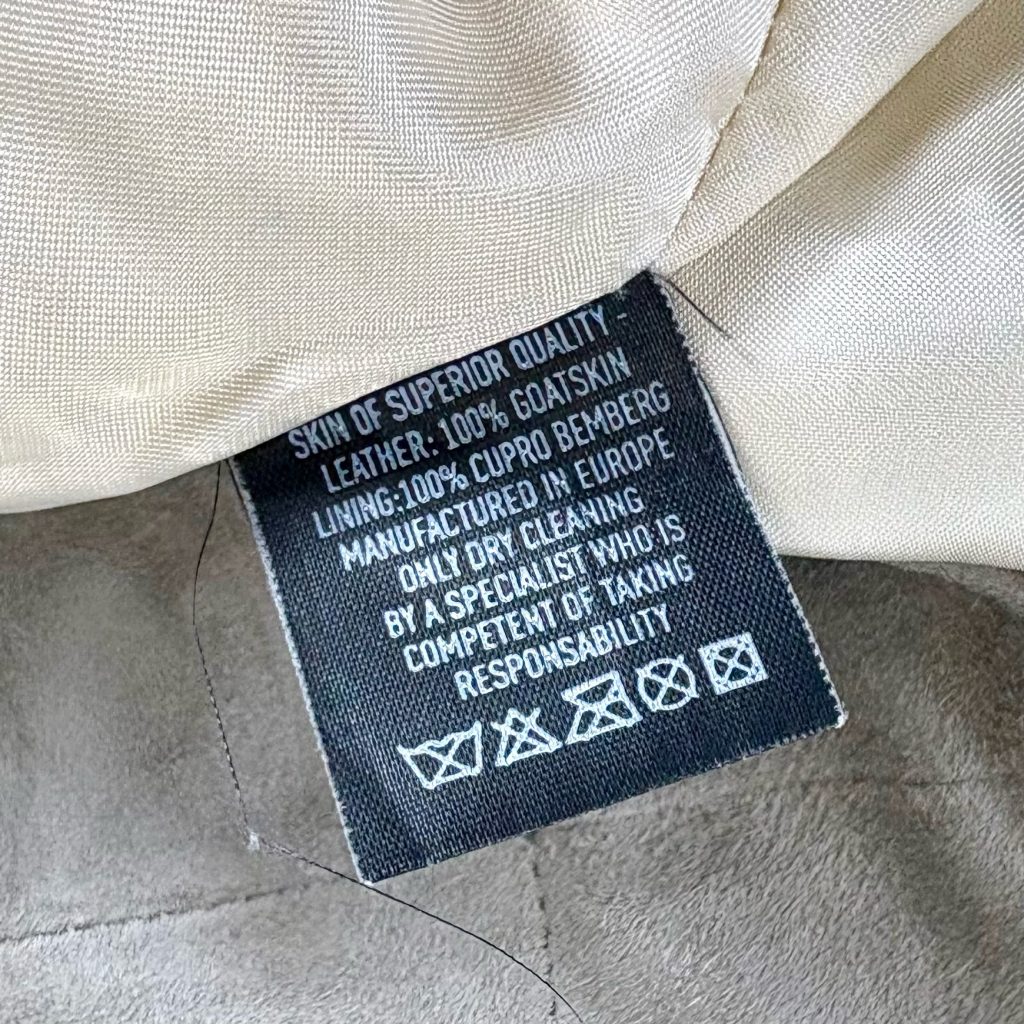 SKIN OF SUPERIOR QUALITY -
LEATHER: 100% GOATSKIN
LINING:100% CUPRO BEMBERG
MANUFACTURED IN EUROPE
ONLY DRY CLEANING
BY A SPECIALIST WHO IS
COMPETENT OF TAKING
RESPONSABILITY